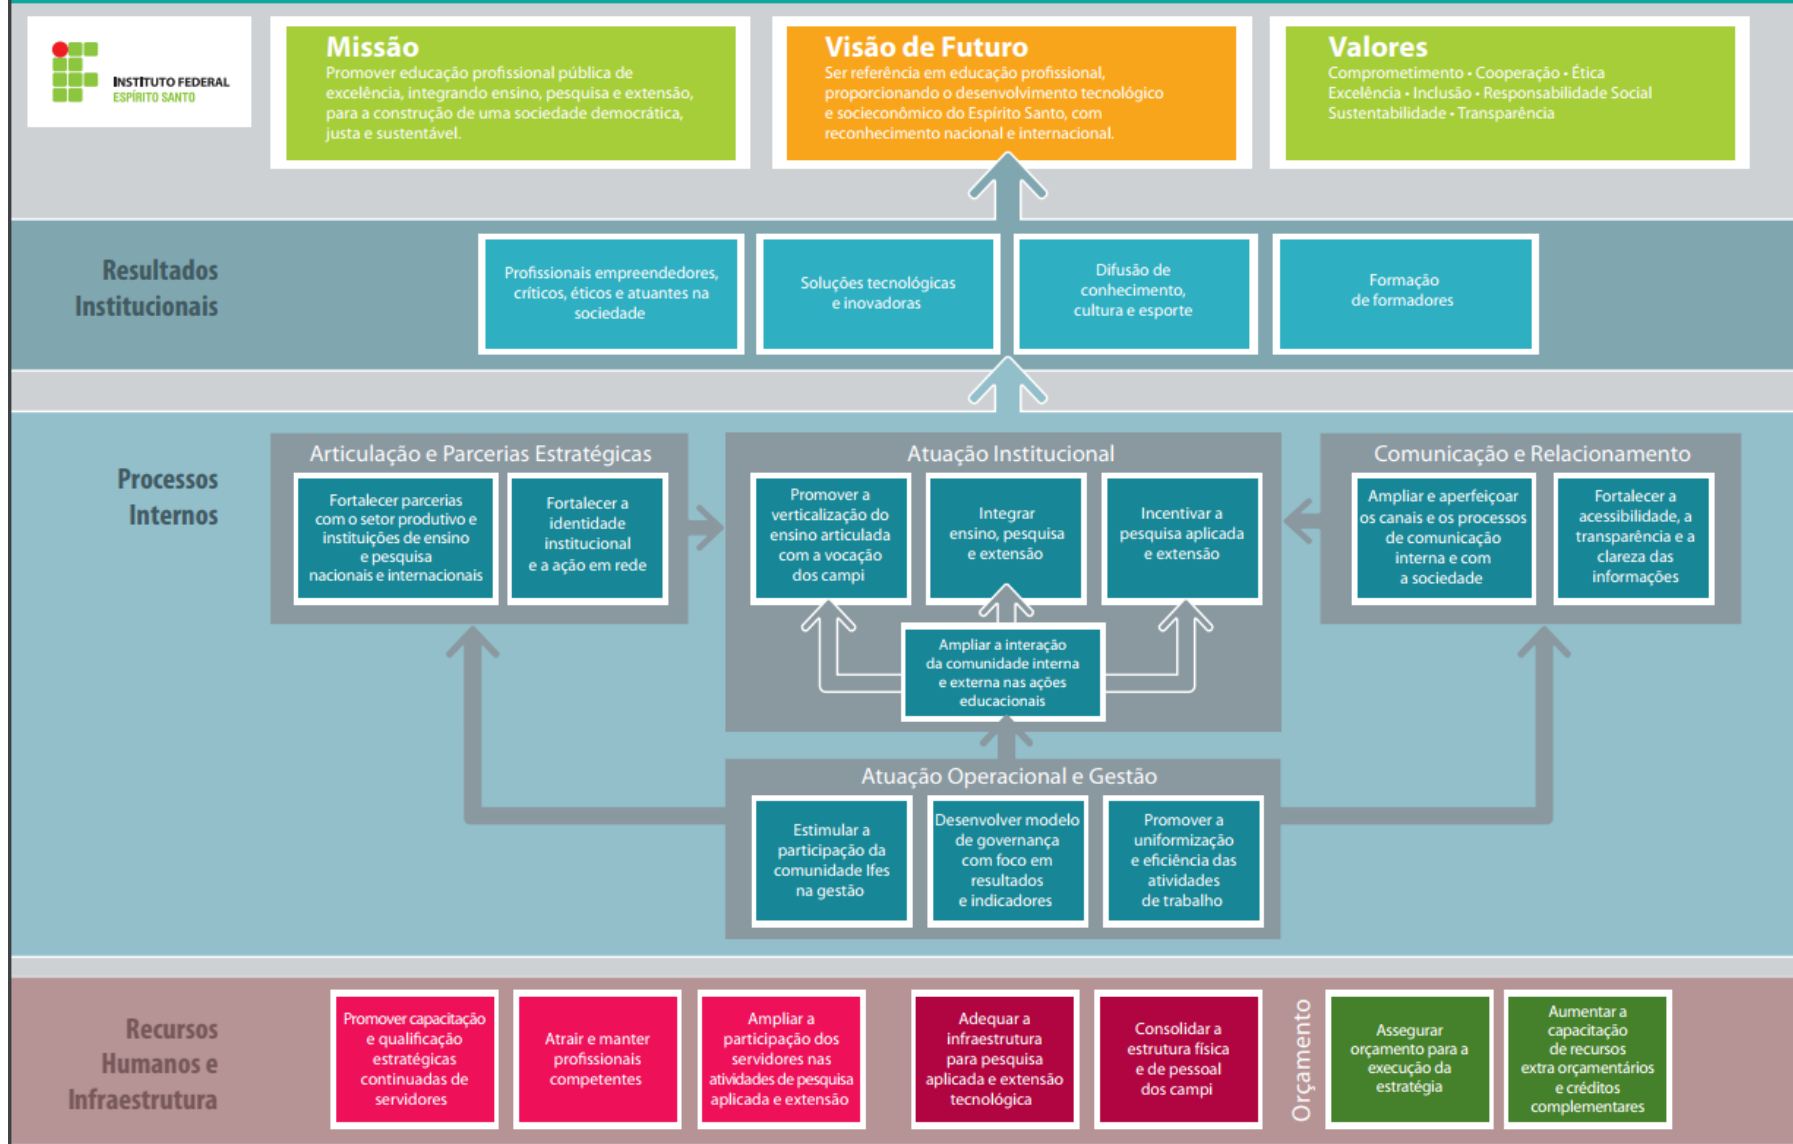 INSTITUTO FEDERAL
ESPÍRITO SANTO
Missão
Promover educação profissional pública de
excelência, integrando ensino, pesquisa e extensão,
para a construção de uma sociedade democrática,
justa e sustentável.
Visão de Futuro
Ser referência em educação profissional,
proporcionando o desenvolvimento tecnológico
e socieconômico do Espírito Santo, com
reconhecimento nacional e internacional.
Valores
Comprometimento • Cooperação • Ética
Excelência • Inclusão • Responsabilidade Social
Sustentabilidade • Transparência
Resultados
Institucionais
Profissionais empreendedores,
críticos, éticos e atuantes na
sociedade
Soluções tecnológicas
e inovadoras
Difusão de
conhecimento,
cultura e esporte
Formação
de formadores
Processos
Internos
Articulação e Parcerias Estratégicas
Fortalecer parcerias
com o setor produtivo e
instituições de ensino
e pesquisa
nacionais e internacionais
Fortalecer a
identidade
institucional
e a ação em rede
Atuação Institucional
Promover a
verticalização do
ensino articulada
com a vocação
dos campi
Integrar
ensino, pesquisa
e extensão
Incentivar a
pesquisa aplicada
e extensão
Ampliar a interação
da comunidade interna
e externa nas ações
educacionais
Comunicação e Relacionamento
Ampliar e aperfeiçoar
os canais e os processos
de comunicação
interna e com
a sociedade
Fortalecer a
acessibilidade, a
transparência e a
clareza das
informações
Atuação Operacional e Gestão
Estimular a
participação da
comunidade Ifes
na gestão
Desenvolver modelo
de governança
com foco em
resultados
e indicadores
Promover a
uniformização
e eficiência das
atividades
de trabalho
Recursos
Humanos e
Infraestrutura
Promover capacitação
e qualificação
estratégicas
continuadas de
servidores
Atrair e manter
profissionais
competentes
Ampliar a
participação dos
servidores nas
atividades de pesquisa
aplicada e extensão
Adequar a
infraestrutura
para pesquisa
aplicada e extensão
tecnológica
Consolidar a
estrutura física
e de pessoal
dos campi
Orçamento
Assegurar
orçamento para a
execução da
estratégia
Aumentar a
capacitação
de recursos
extra orçamentários
e créditos
complementares